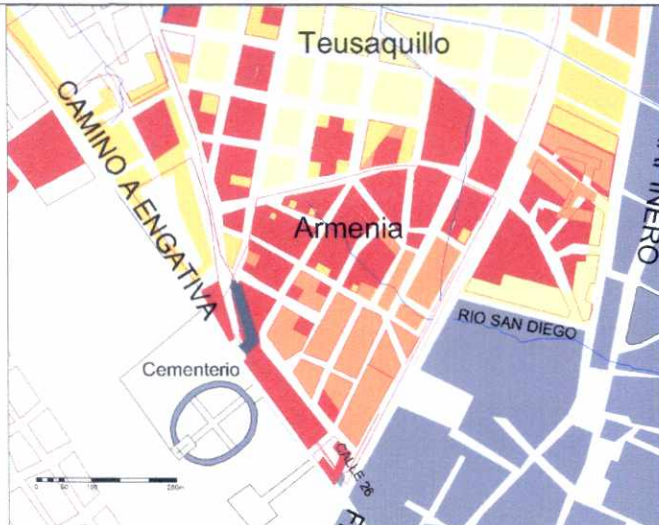 Teusaquillo
CAMINO A ENGATIVA
Armenia
RIO SAN DIEGO
Cementerio
CALLE 26